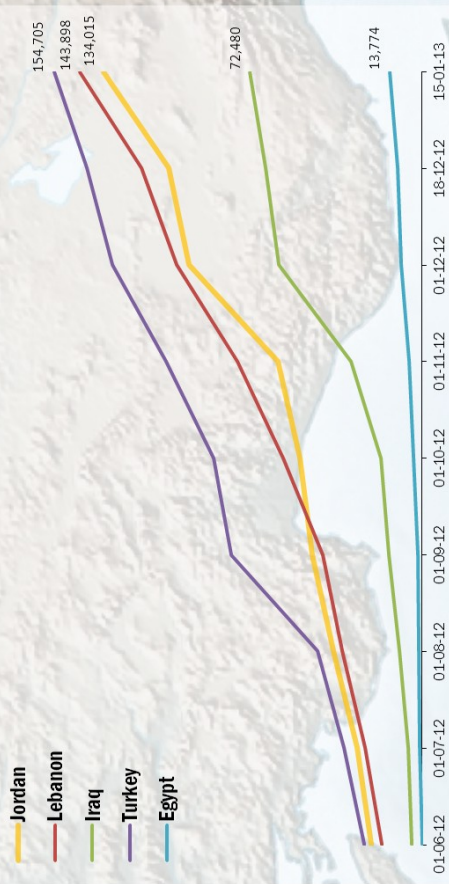 Jordan
Lebanon
Iraq
Turkey
Egypt
154,705
143,898
134,015
72,480
13,774
01-06-12
01-07-12
01-08-12
01-09-12
01-10-12
01-11-12
01-12-12
18-12-12
15-01-13